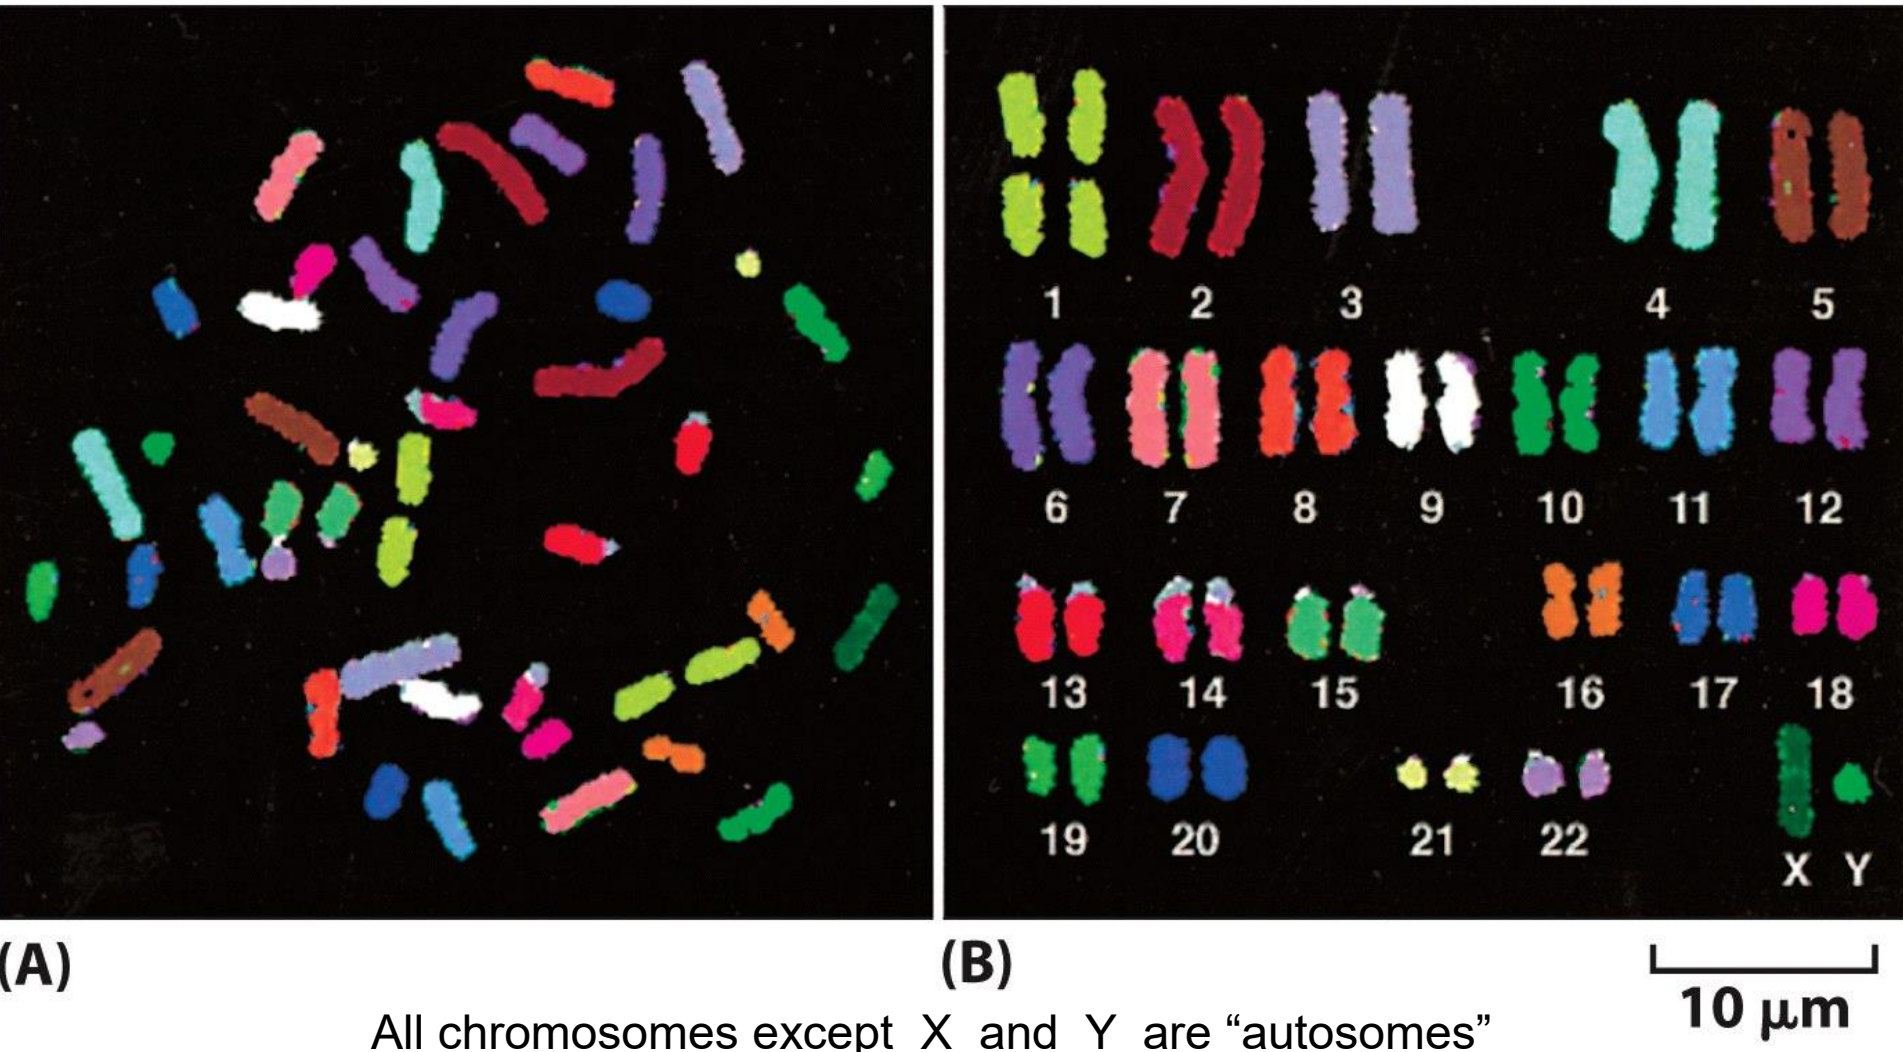 1 2 3 4 5
6 7 8 9 10 11 12
13 14 15 16 17 18
19 20 21 22
X Y
(A) (B)
10 μm
All chromosomes except X and Y are “autosomes”